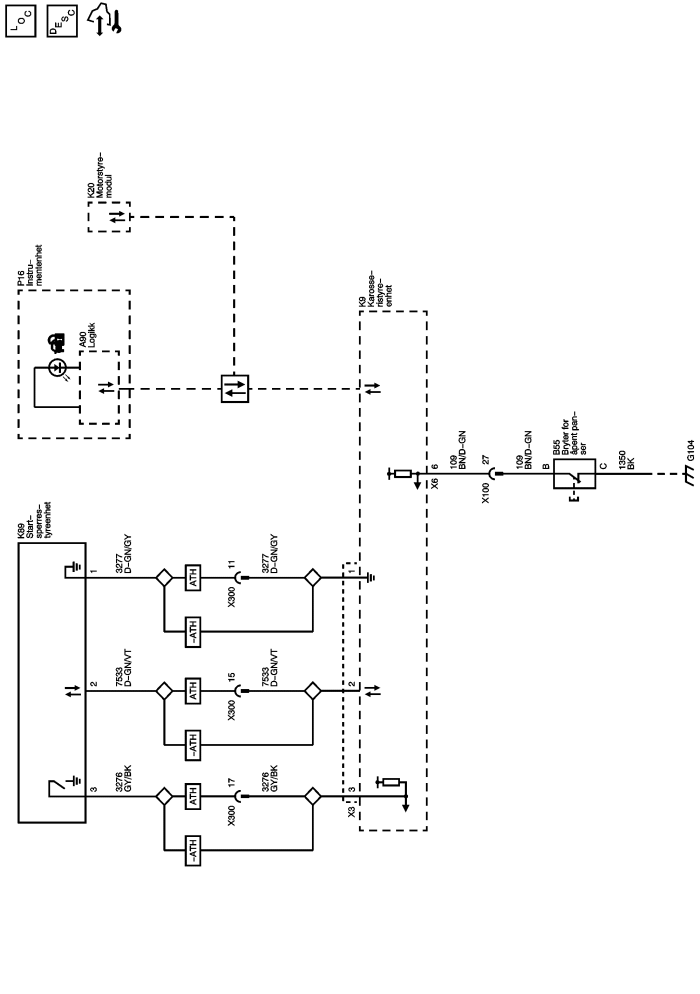 LOC
DESC
K20
Motorstyre–
modul
P16
Instru–
mentenhet
A90
Logikk
K9
Karosse–
ristyre–
enhet
K89
Start–
sperres–
tyreenhet
1
3277
D–GN/GY
ATH
–ATH
11
X300
3277
D–GN/GY
1
2
7533
D–GN/VT
ATH
–ATH
15
X300
7533
D–GN/VT
2
3
3276
GY/BK
ATH
–ATH
17
X300
3276
GY/BK
3
X3
6
X6
109
BN/D–GN
27
X100
109
BN/D–GN
B
B55
Bryter for
åpent pan–
ser
C
1350
BK
G104